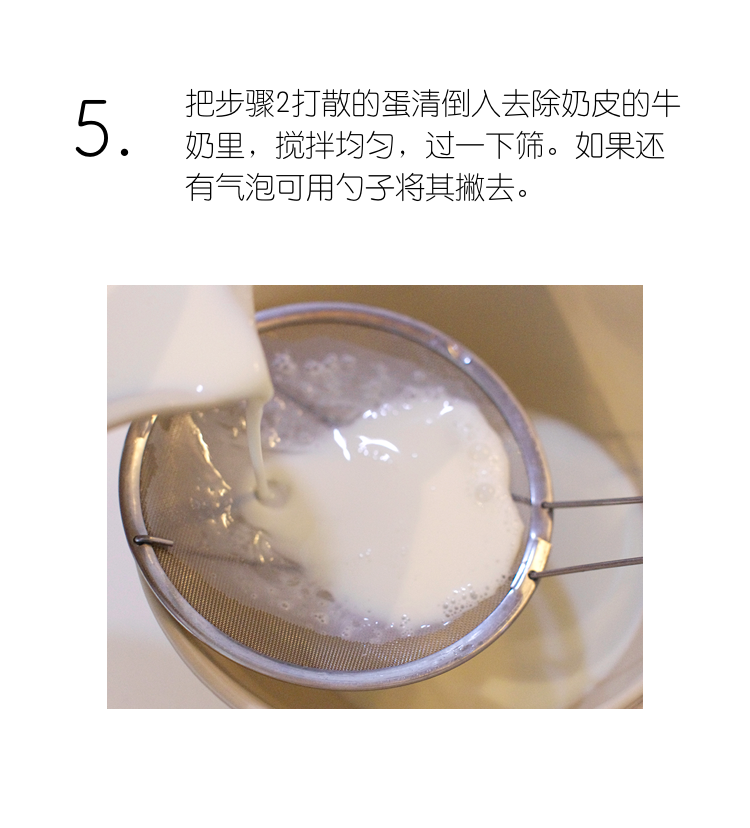 5.
把步骤2打散的蛋清倒入去除奶皮的牛
奶里，搅拌均匀，过一下筛。如果还
有气泡可用勺子将其撇去。